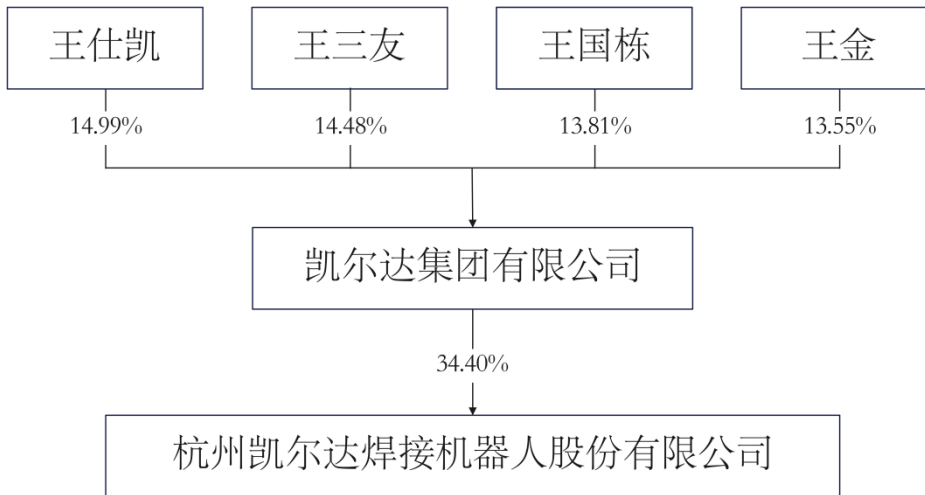 王仕凯 王三友 王国栋 王金
14.99% 14.48% 13.81% 13.55%
凯尔达集团有限公司
34.40%
杭州凯尔达焊接机器人股份有限公司